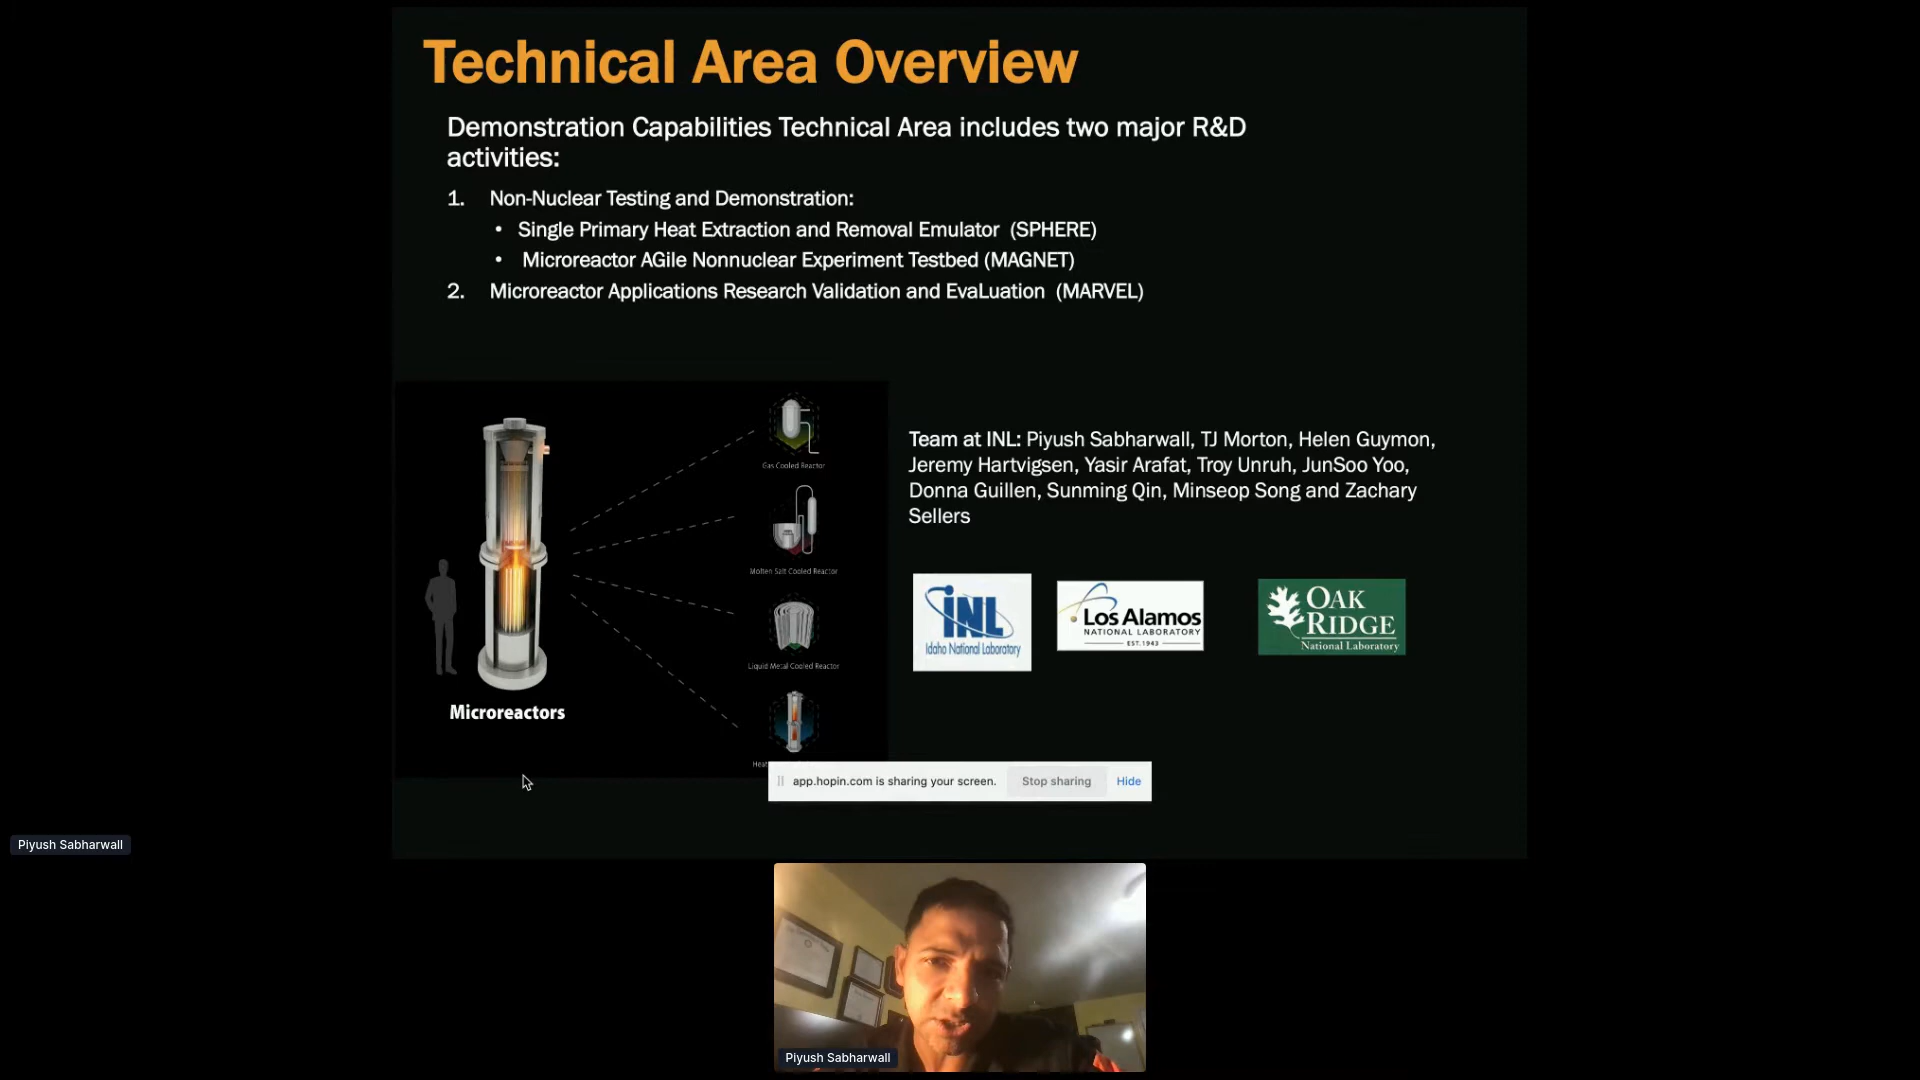 Technical Area Overview
Demonstration Capabilities Technical Area includes two major R&D
activities:
1. Non-Nuclear Testing and Demonstration:
• Single Primary Heat Extraction and Removal Emulator (SPHERE)
• Microreactor AGile Nonnuclear Experiment Testbed (MAGNET)
2. Microreactor Applications Research Validation and EvaLuation (MARVEL)
Gas Cooled Reactor
Molten Salt Cooled Reactor
Liquid Metal Cooled Reactor
Microreactors
Team at INL: Piyush Sabharwall, TJ Morton, Helen Guymon,
Jeremy Hartvigsen, Yasir Arafat, Troy Unruh, JunSoo Yoo,
Donna Guillen, Sunming Qin, Minseop Song and Zachary
Sellers
INL
Idaho National Laboratory
Los Alamos
NATIONAL LABORATORY
EST. 1943
OAK
RIDGE
National Laboratory
app.hopin.com is sharing your screen. Stop sharing Hide
Piyush Sabharwall
Piyush Sabharwall